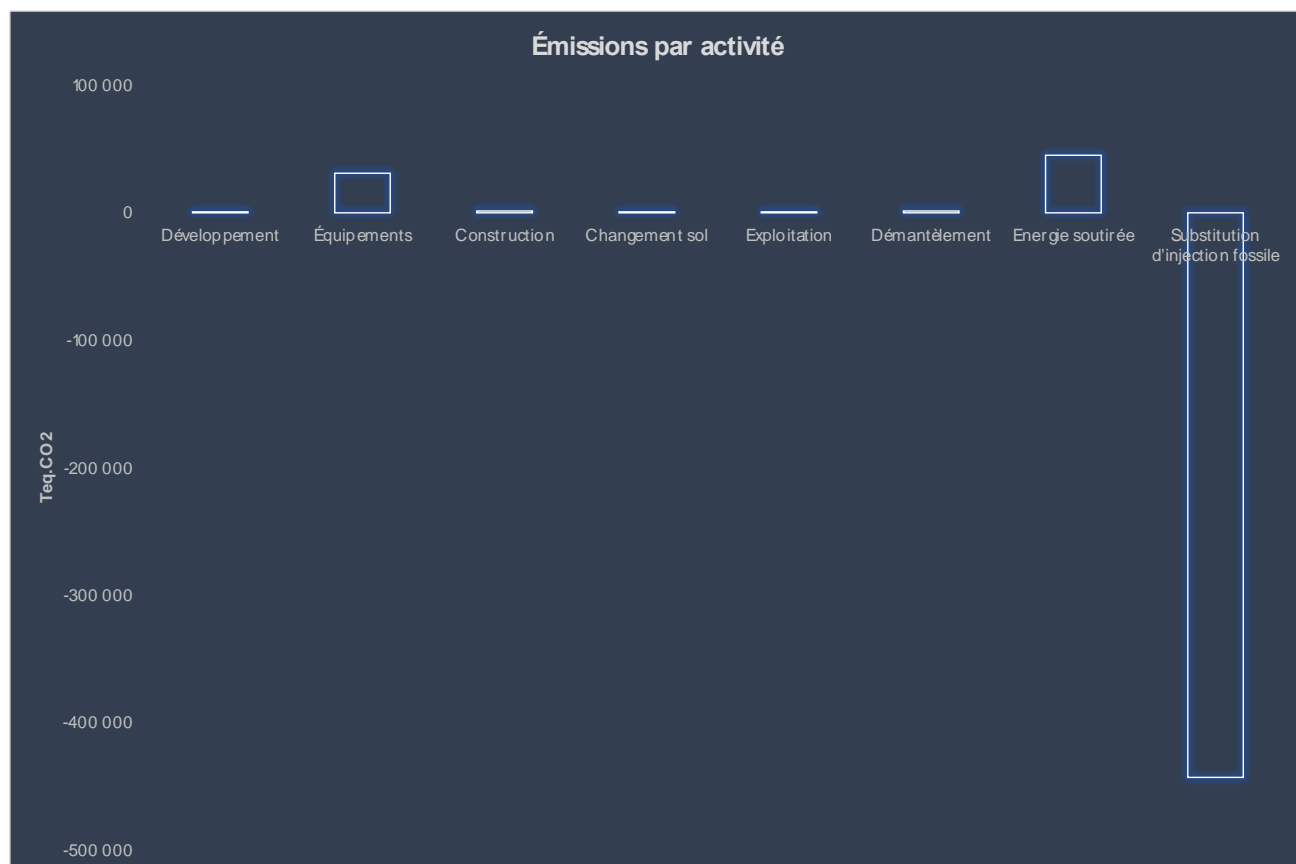 Émissions par activité
100 000
0
Développement
Équipements
Construction
Changement sol
Exploitation
Démantèlement
Energie soutirée
Substitution
d'injection fossile
-100 000
Teq.CO2
-200 000
-300 000
-400 000
-500 000